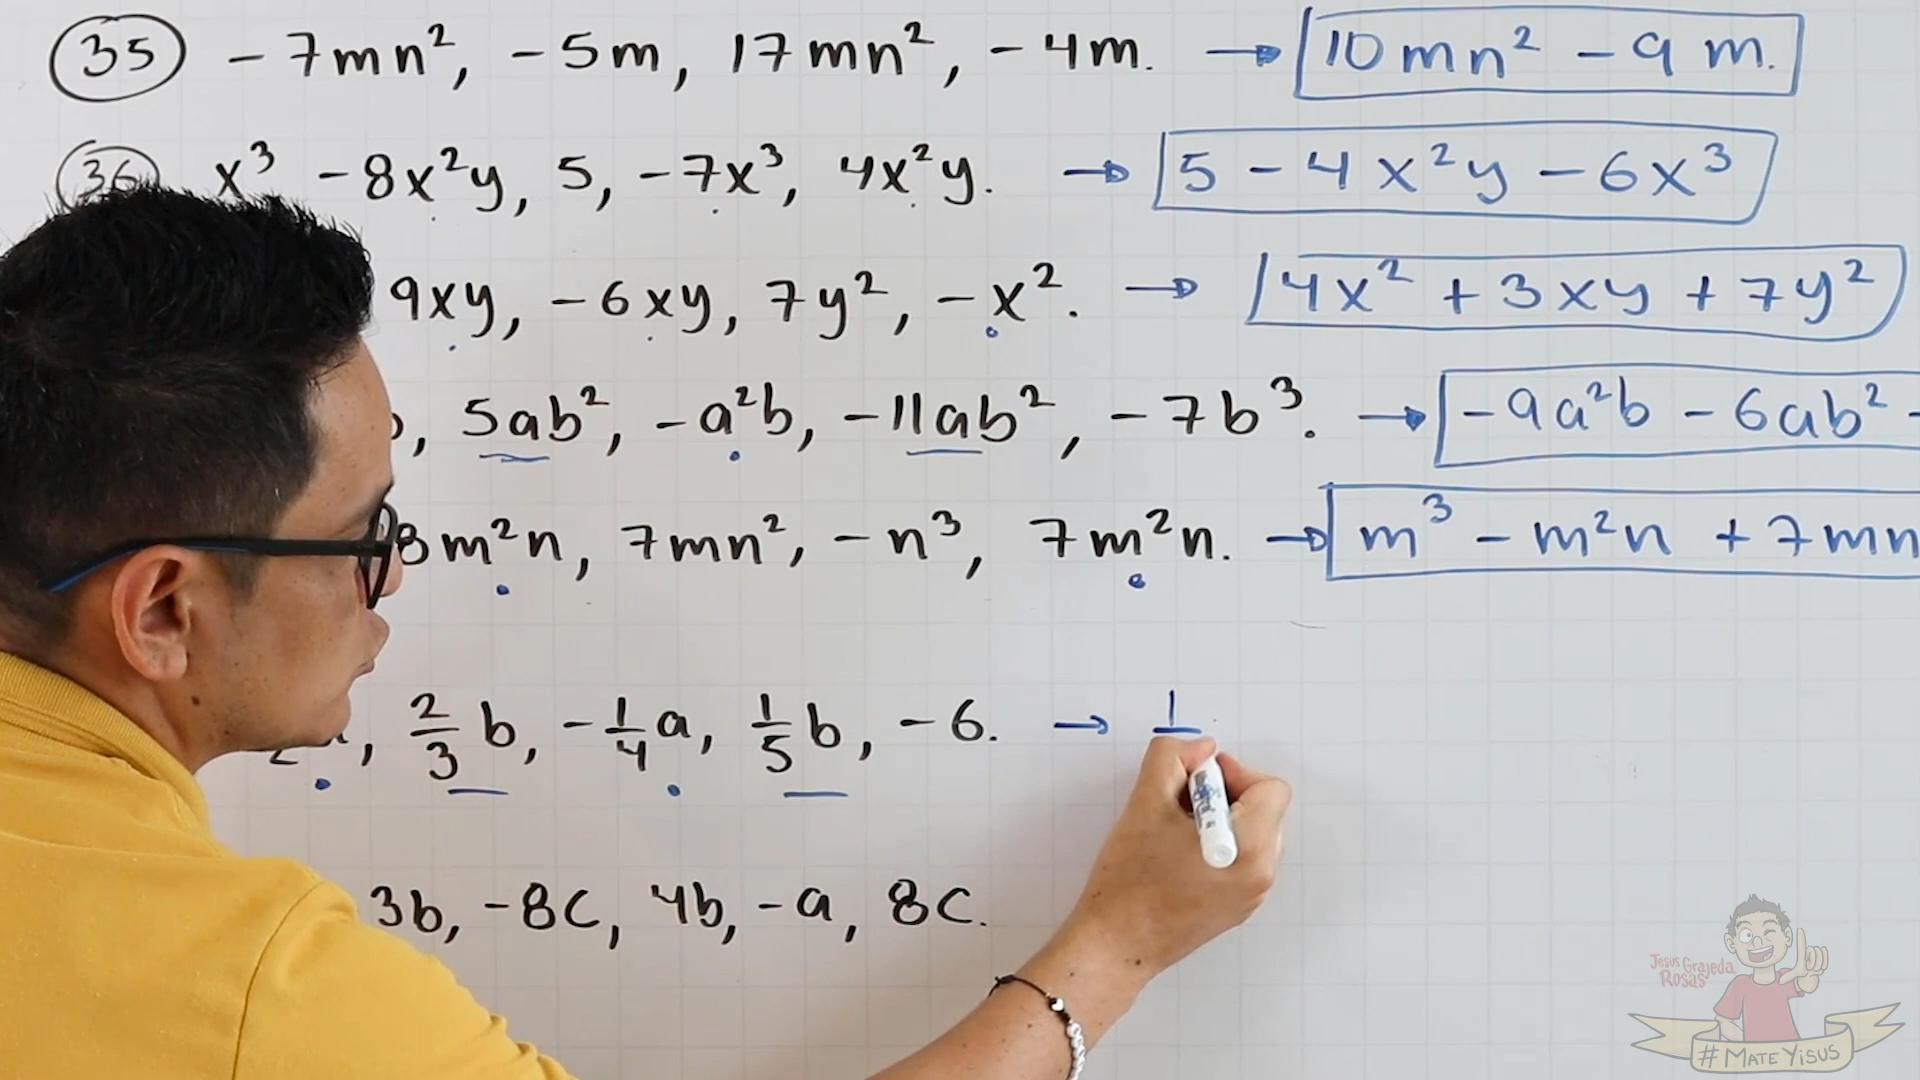 35 - 7mn², - 5m, 17mn², - 4m. → 10mn² - 9m.
36 x³ - 8x²y, 5, - 7x³, 4x²y. → 5 - 4x²y - 6x³
9xy, - 6xy, 7y², - x². → 4x² + 3xy + 7y²
, 5ab², - a²b, - 11ab², - 7b³. → - 9a²b - 6ab² -
8m²n, 7mn², - n³, 7m²n. → m³ - m²n + 7mn
, 2/3 b, - 1/4 a, 1/5 b, - 6. → 1/
3b, - 8c, 4b, - a, 8c.
Jesus Grajeda
Rosas
#MATEYISUS